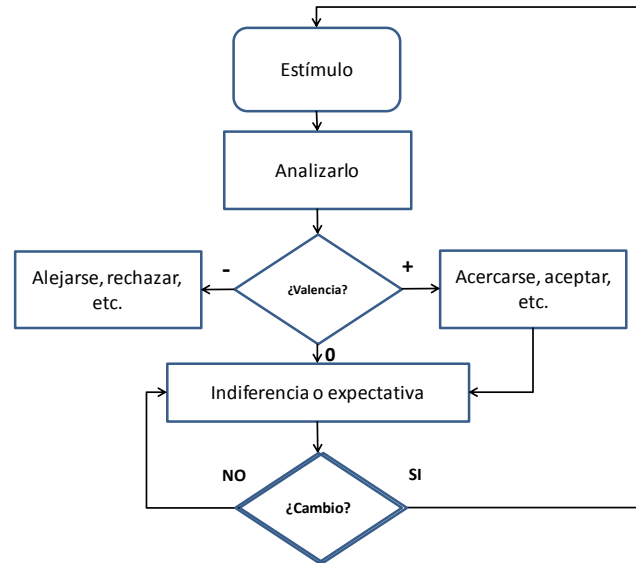 Estímulo
Analizarlo
¿Valencia?
-
+
0
Alejarse, rechazar,
etc.
Acercarse, aceptar,
etc.
Indiferencia o expectativa
NO
SI
¿Cambio?